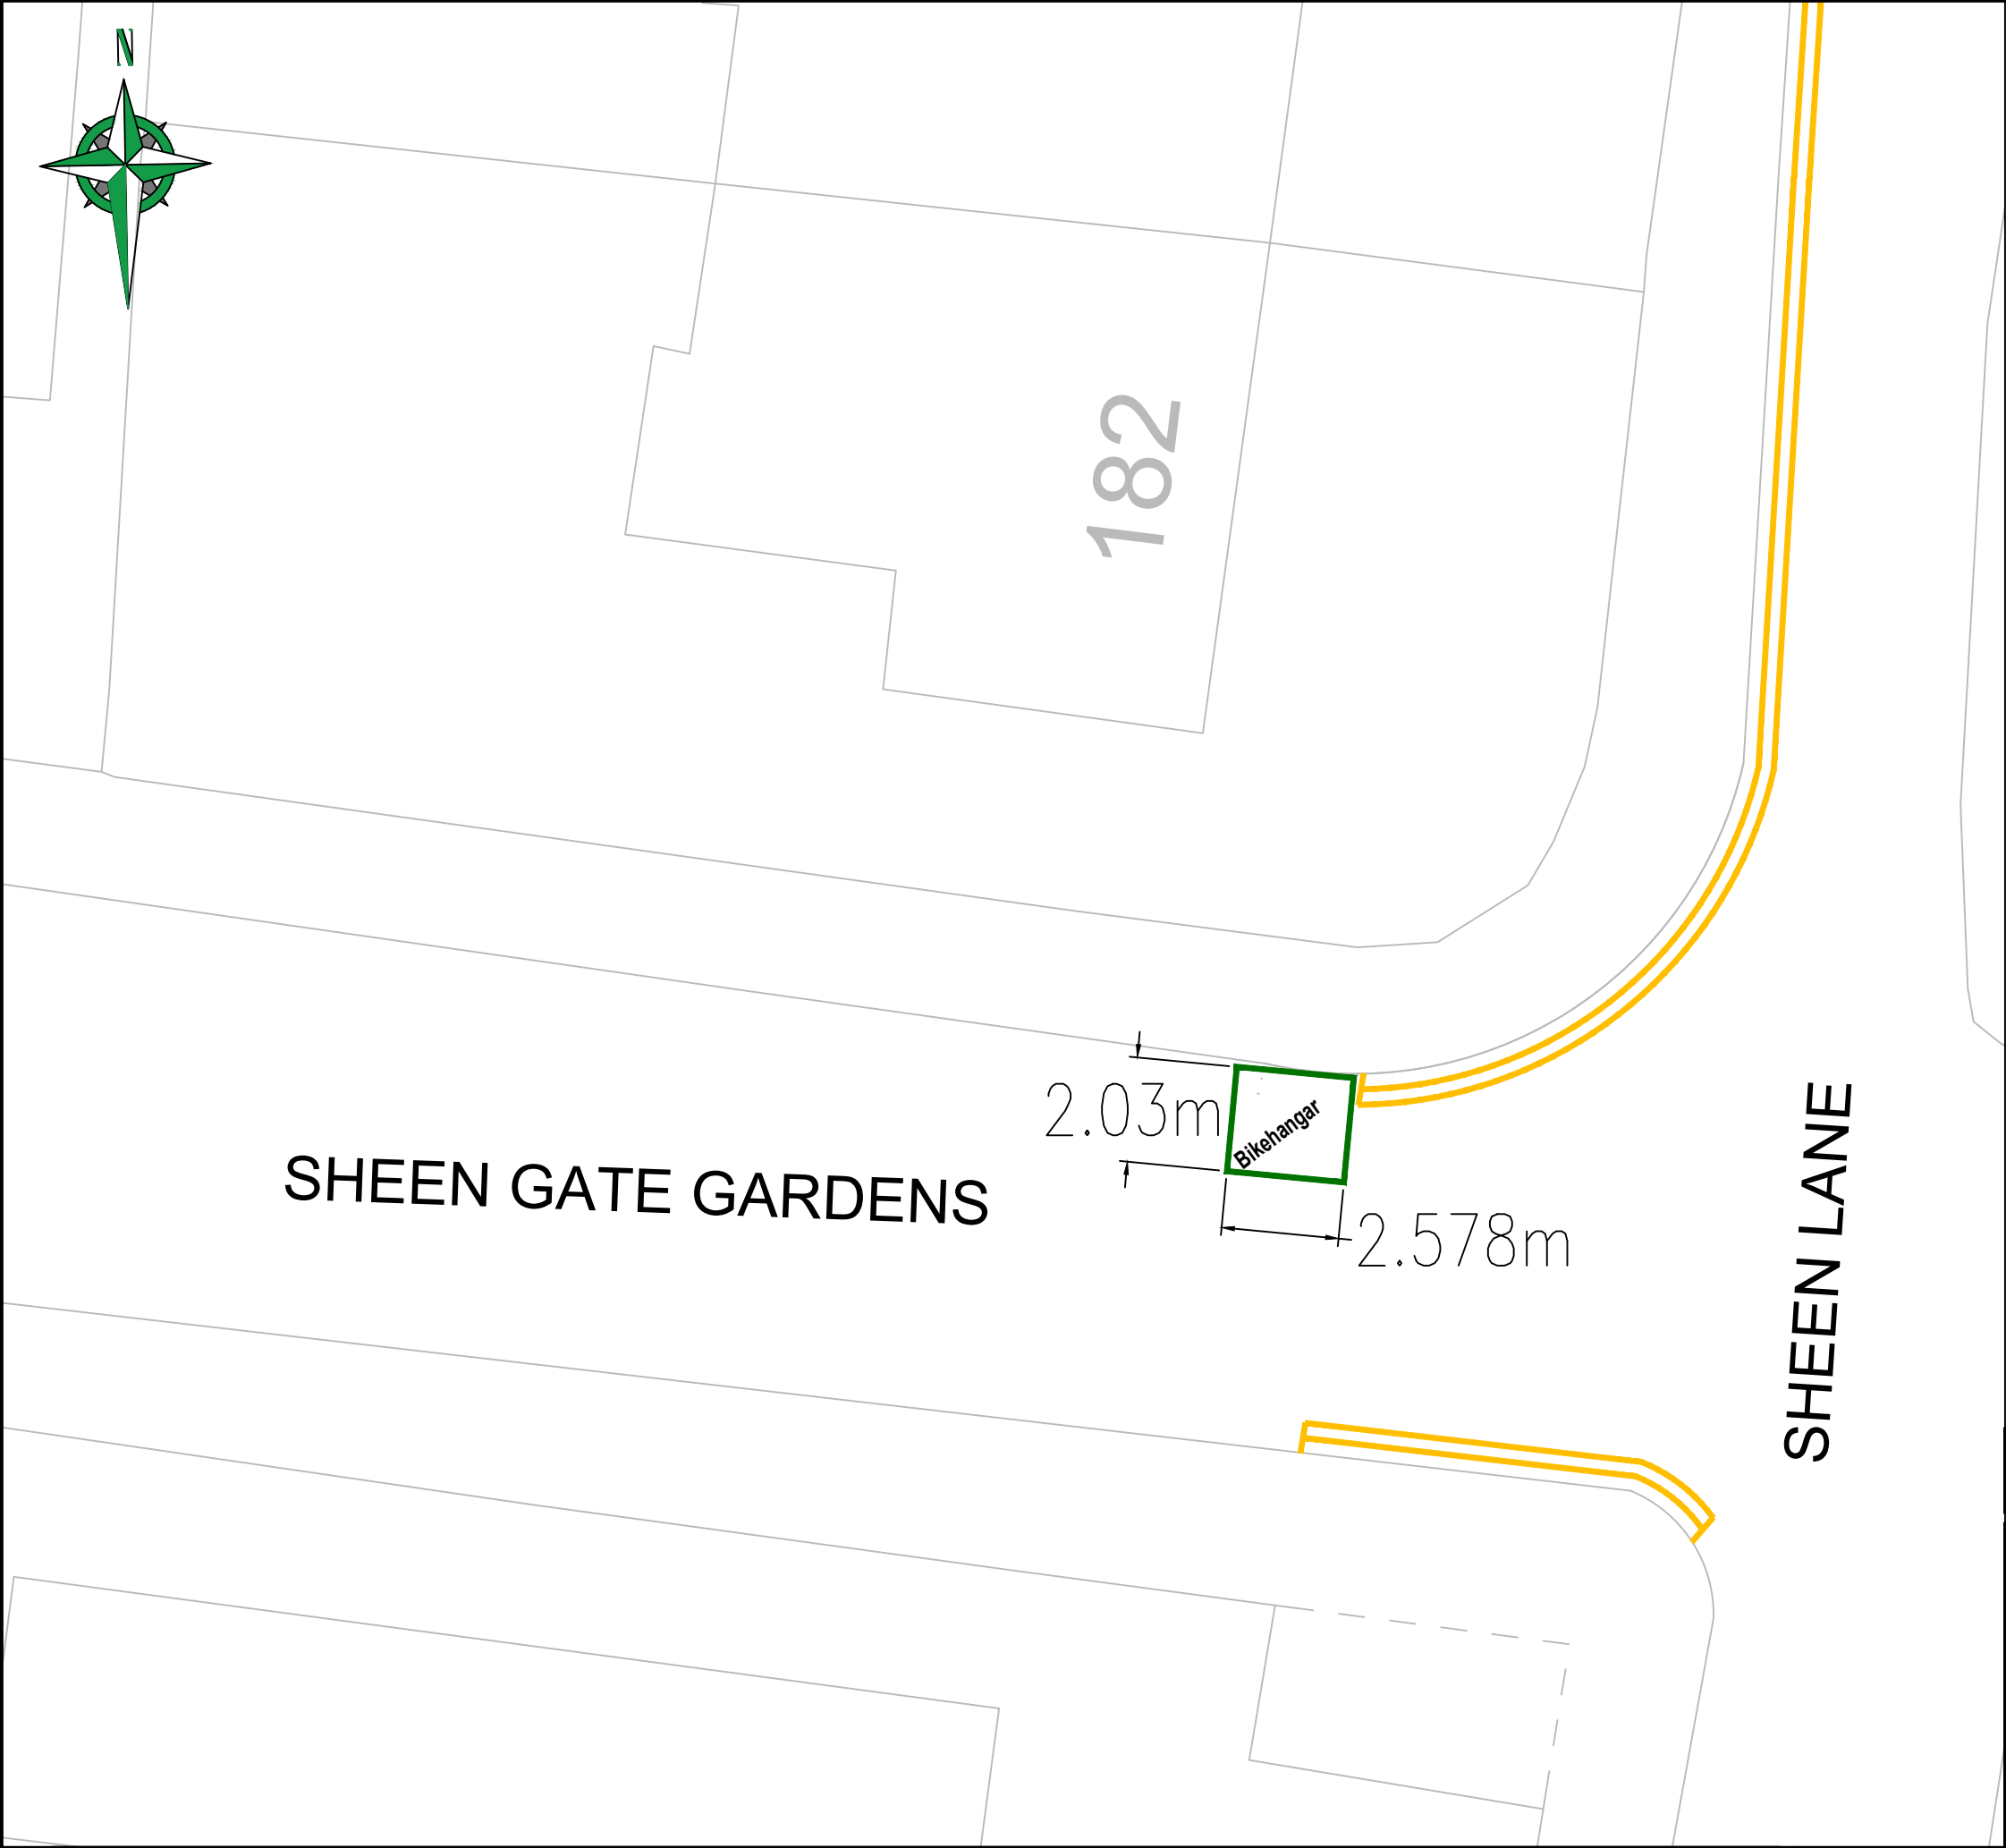 N
182
2.03m
Bikehangar
SHEEN GATE GARDENS
2.578m
SHEEN LANE